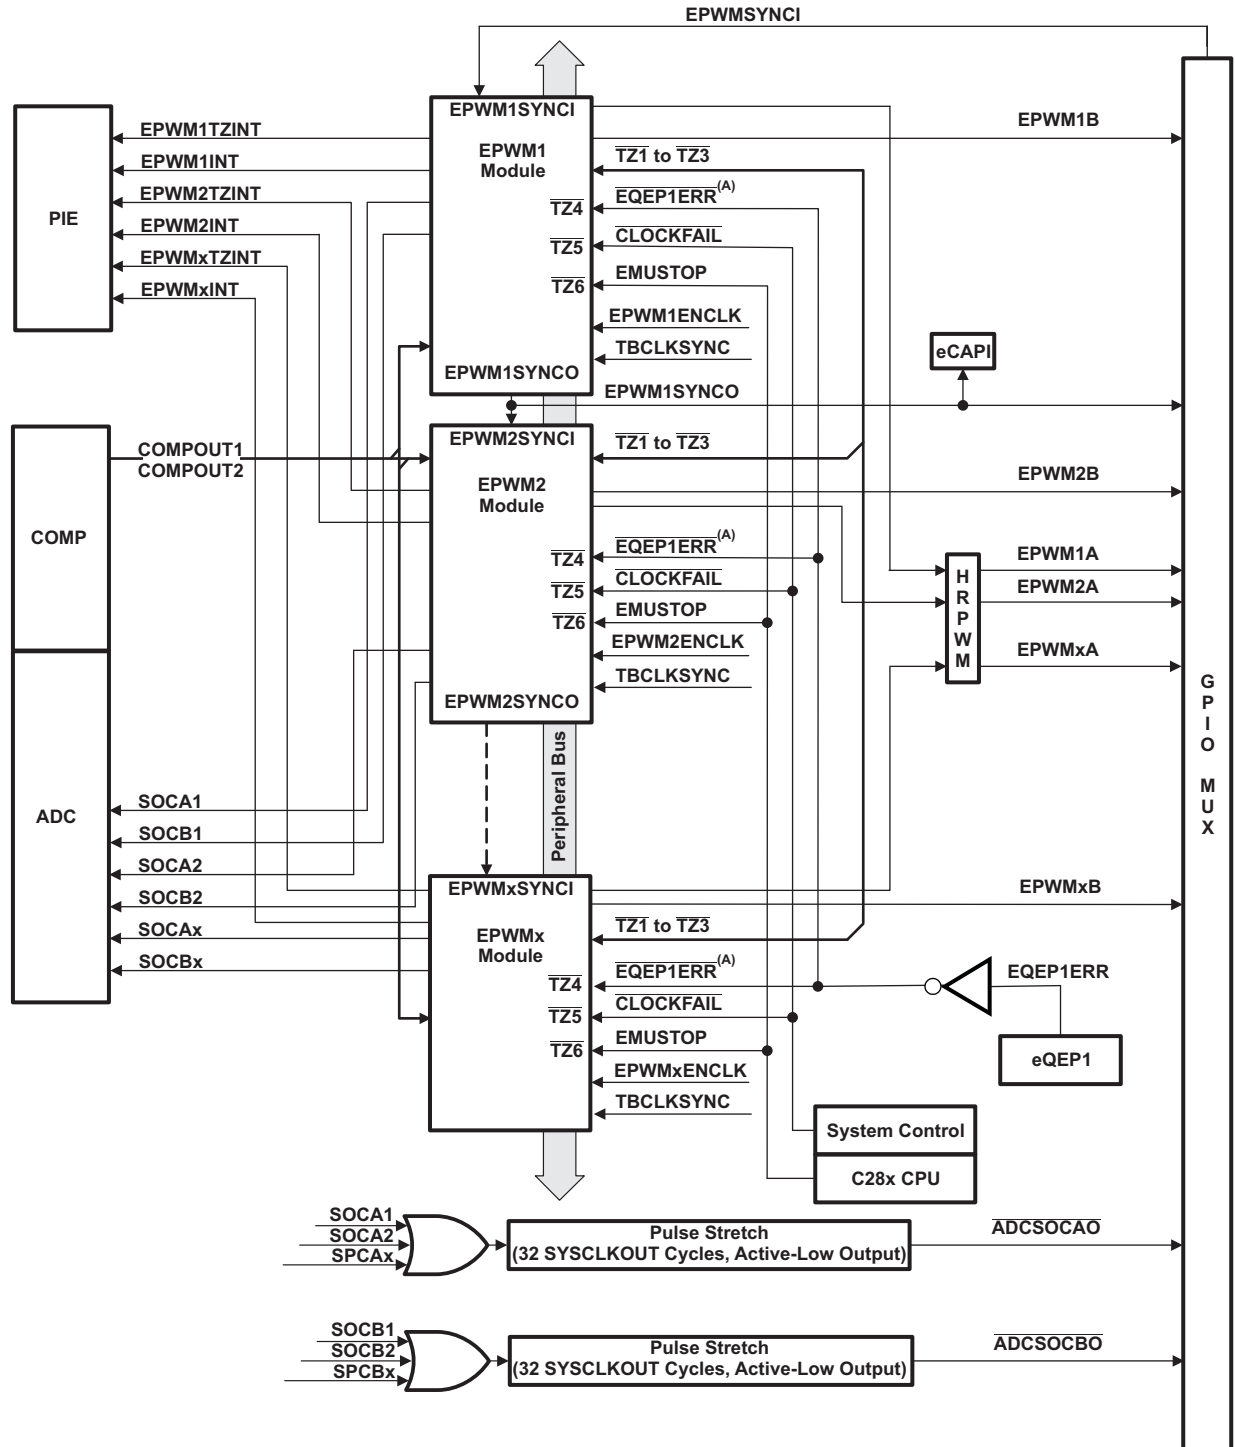 EPWMSYNCI
EPWM1SYNCI
EPWM1B
EPWM1TZINT
EPWM1
Module
TZ1 to TZ3
EPWM1INT
EPWM2TZINT
TZ4
EQEP1ERR(A)
PIE
EPWM2INT
TZ5
CLOCKFAIL
EPWMxTZINT
TZ6
EMUSTOP
EPWMxINT
EPWM1ENCLK
TBCLKSYNC
eCAPI
EPWM1SYNCO
EPWM1SYNCO
EPWM2SYNCI
TZ1 to TZ3
COMPOUT1
COMPOUT2
EPWM2B
EPWM2
Module
COMP
TZ4
EQEP1ERR(A)
EPWM1A
TZ5
CLOCKFAIL
EPWM2A
TZ6
EMUSTOP
HRPWM
EPWM2ENCLK
EPWMxA
TBCLKSYNC
EPWM2SYNCO
GPIO MUX
Peripheral Bus
ADC
SOCA1
SOCB1
SOCA2
SOCB2
SOCAx
SOCBx
EPWMxSYNCI
EPWMxB
EPWMx
Module
TZ1 to TZ3
TZ4
EQEP1ERR(A)
EQEP1ERR
TZ5
CLOCKFAIL
TZ6
EMUSTOP
eQEP1
EPWMxENCLK
TBCLKSYNC
System Control
C28x CPU
SOCA1
SOCA2
SPCAx
Pulse Stretch
(32 SYSCLKOUT Cycles, Active-Low Output)
ADCSOCAO
SOCB1
SOCB2
SPCBx
Pulse Stretch
(32 SYSCLKOUT Cycles, Active-Low Output)
ADCSOCBO